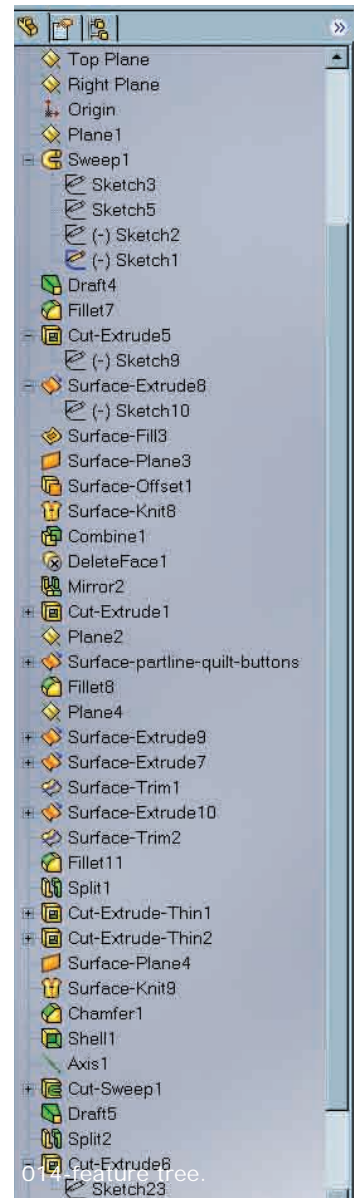 Top Plane
Right Plane
Origin
Plane1
Sweep1
Sketch3
Sketch5
(-) Sketch2
(-) Sketch1
Draft4
Fillet7
Cut-Extrude5
(-) Sketch9
Surface-Extrude8
(-) Sketch10
Surface-Fill3
Surface-Plane3
Surface-Offset1
Surface-Knit8
Combine1
DeleteFace1
Mirror2
Cut-Extrude1
Plane2
Surface-partline-quilt-buttons
Fillet8
Plane4
Surface-Extrude9
Surface-Extrude7
Surface-Trim1
Surface-Extrude10
Surface-Trim2
Fillet11
Split1
Cut-Extrude-Thin1
Cut-Extrude-Thin2
Surface-Plane4
Surface-Knit9
Chamfer1
Shell1
Axis1
Cut-Sweep1
Draft5
Split2
Cut-Extrude6
014-feature tree.
Sketch23